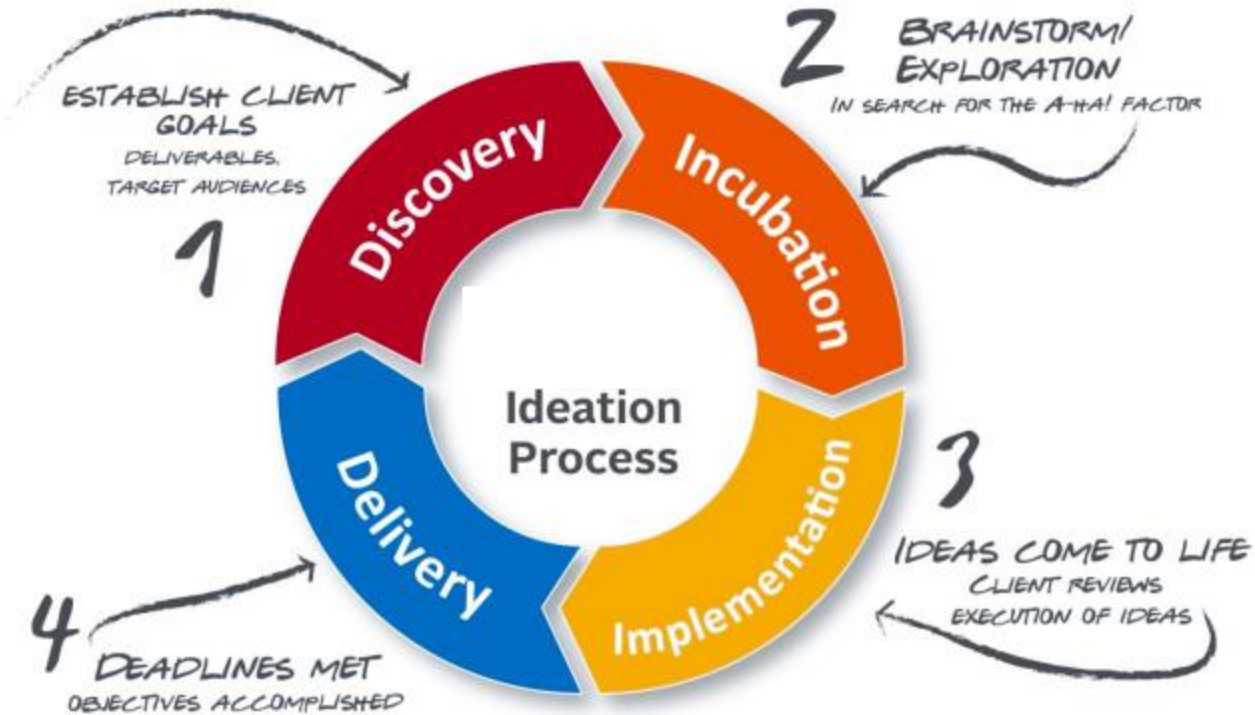 1
ESTABLISH CLIENT
GOALS
DELIVERABLES,
TARGET AUDIENCES
Discovery
2
BRAINSTORM/
EXPLORATION
IN SEARCH FOR THE A-HA! FACTOR
Incubation
3
IDEAS COME TO LIFE
CLIENT REVIEWS
EXECUTION OF IDEAS
Implementation
4
DEADLINES MET
OBJECTIVES ACCOMPLISHED
Delivery
Ideation
Process